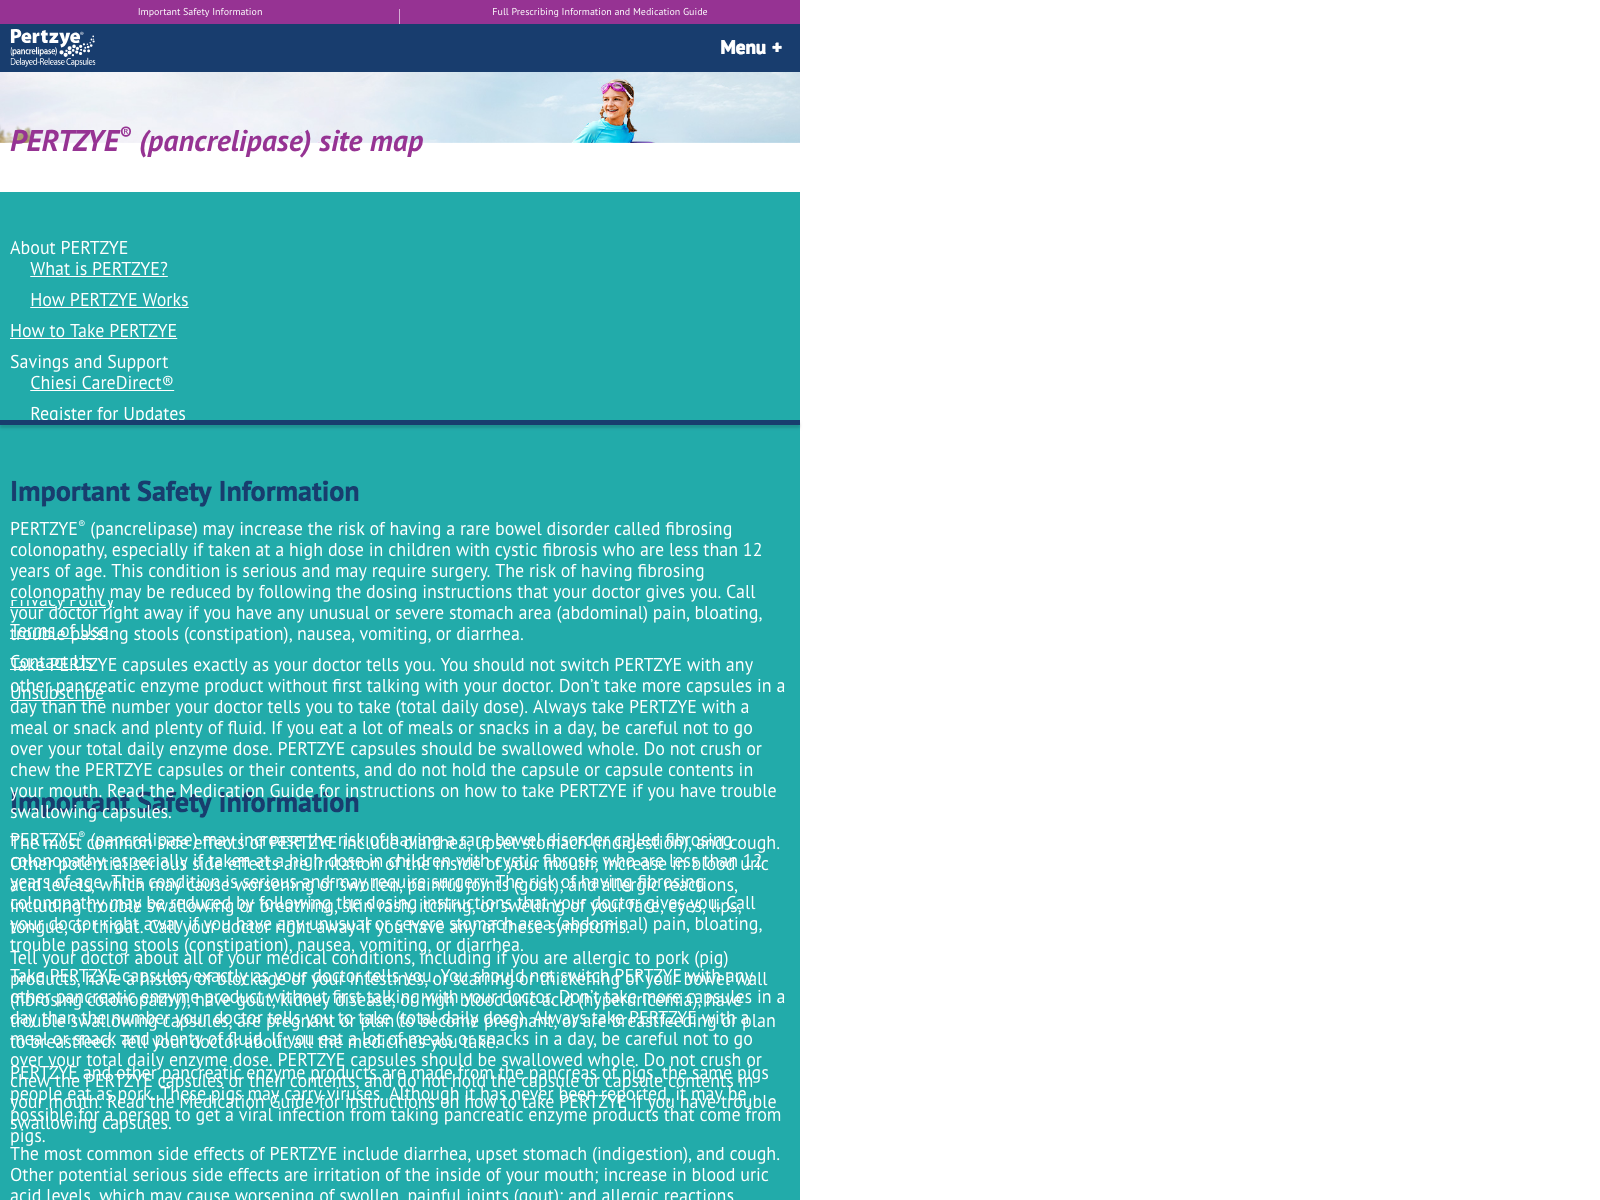 Important Safety Information
Full Prescribing Information and Medication Guide
Pertzye®
(pancrelipase)
Delayed-Release Capsules
Menu +
PERTZYE® (pancrelipase) site map
About PERTZYE
What is PERTZYE?
How PERTZYE Works
How to Take PERTZYE
Savings and Support
Chiesi CareDirect®
Register for Updates
Important Safety Information
PERTZYE® (pancrelipase) may increase the risk of having a rare bowel disorder called fibrosing
colonopathy, especially if taken at a high dose in children with cystic fibrosis who are less than 12
years of age. This condition is serious and may require surgery. The risk of having fibrosing
colonopathy may be reduced by following the dosing instructions that your doctor gives you. Call
Privacy Policy
your doctor right away if you have any unusual or severe stomach area (abdominal) pain, bloating,
Terms of Use
trouble passing stools (constipation), nausea, vomiting, or diarrhea.
Contact Us
Take PERTZYE capsules exactly as your doctor tells you. You should not switch PERTZYE with any
other pancreatic enzyme product without first talking with your doctor. Don't take more capsules in a
Unsubscribe
day than the number your doctor tells you to take (total daily dose). Always take PERTZYE with a
meal or snack and plenty of fluid. If you eat a lot of meals or snacks in a day, be careful not to go
over your total daily enzyme dose. PERTZYE capsules should be swallowed whole. Do not crush or
chew the PERTZYE capsules or their contents, and do not hold the capsule or capsule contents in
your mouth. Read the Medication Guide for instructions on how to take PERTZYE if you have trouble
Important Safety information
swallowing capsules.
PERTZYE® (pancrelipase) may increase the risk of having a rare bowel disorder called fibrosing
The most common side effects of PERTZYE include diarrhea, upset stomach (indigestion), and cough.
colonopathy, especially if taken at a high dose in children with cystic fibrosis who are less than 12
Other potential serious side effects are irritation of the inside of your mouth; increase in blood uric
years of age. This condition is serious and may require surgery. The risk of having fibrosing
acid levels, which may cause worsening of swollen, painful joints (gout); and allergic reactions,
colonopathy may be reduced by following the dosing instructions that your doctor gives you. Call
including trouble swallowing or breathing, skin rash, itching, or swelling of your face, eyes, lips,
your doctor right away if you have any unusual or severe stomach area (abdominal) pain, bloating,
tongue, or throat. Call your doctor right away if you have any of these symptoms.
trouble passing stools (constipation), nausea, vomiting, or diarrhea.
Tell your doctor about all of your medical conditions, including if you are allergic to pork (pig)
Take PERTZYE capsules exactly as your doctor tells you. You should not switch PERTZYE with any
products, have a history of blockage of your intestines, or scarring or thickening of your bowel wall
other pancreatic enzyme product without first talking with your doctor. Don't take more capsules in a
(fibrosing colonopathy), have gout, kidney disease, or high blood uric acid (hyperuricemia), have
day than the number your doctor tells you to take (total daily dose). Always take PERTZYE with a
trouble swallowing capsules, are pregnant or plan to become pregnant, or are breastfeeding or plan
meal or snack and plenty of fluid. If you eat a lot of meals or snacks in a day, be careful not to go
to breastfeed. Tell your doctor about all the medicines you take.
over your total daily enzyme dose. PERTZYE capsules should be swallowed whole. Do not crush or
PERTZYE and other pancreatic enzyme products are made from the pancreas of pigs, the same pigs
chew the PERTZYE capsules or their contents, and do not hold the capsule or capsule contents in
people eat as pork. These pigs may carry viruses. Although it has never been reported, it may be
your mouth. Read the Medication Guide for instructions on how to take PERTZYE if you have trouble
possible for a person to get a viral infection from taking pancreatic enzyme products that come from
swallowing capsules.
pigs.
The most common side effects of PERTZYE include diarrhea, upset stomach (indigestion), and cough.
Other potential serious side effects are irritation of the inside of your mouth; increase in blood uric
acid levels, which may cause worsening of swollen, painful joints (gout); and allergic reactions,